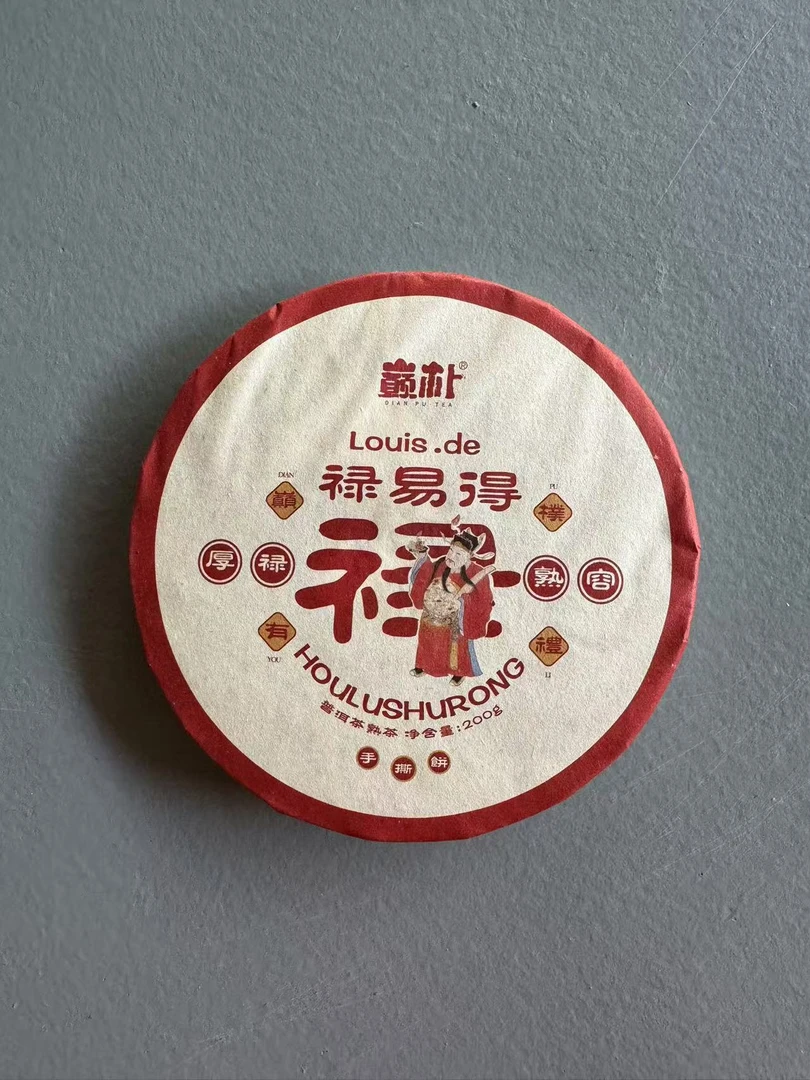 巅朴®
DIAN PU TEA
Louis .de
禄易得
DIAN
巅
PU
樸
厚禄
禄
熟容
有
YOU
禮
LI
HOULUSHURONG
普洱茶熟茶 净含量:200g
手撕餅